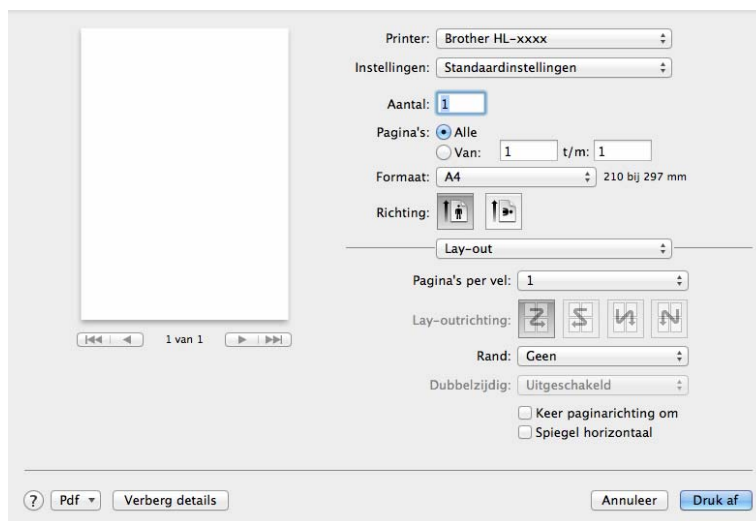 Printer: Brother HL-xxxx
Instellingen: Standaardinstellingen
Aantal: 1
Pagina's: Alle
Van: 1 t/m: 1
Formaat: A4 210 bij 297 mm
Richting:
Lay-out
Pagina's per vel: 1
Lay-outrichting:
Rand: Geen
Dubbelzijdig: Uitgeschakeld
Keer paginarichting om
Spiegel horizontaal
1 van 1
? Pdf Verberg details Annuleer Druk af